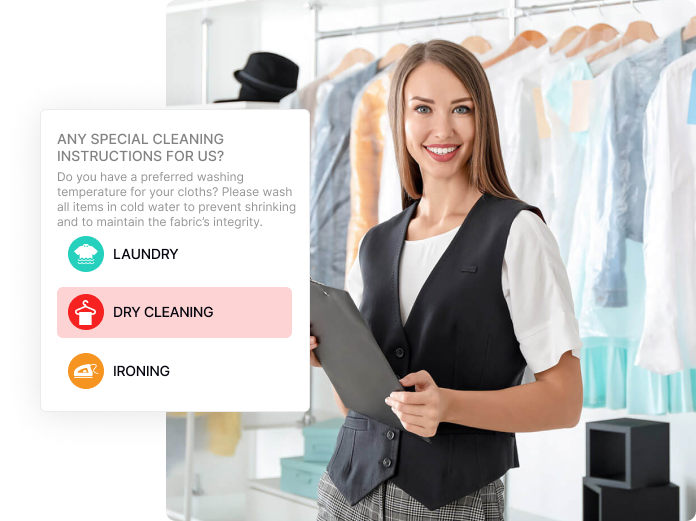 ANY SPECIAL CLEANING
INSTRUCTIONS FOR US?
Do you have a preferred washing
temperature for your cloths? Please wash
all items in cold water to prevent shrinking
and to maintain the fabric’s integrity.
LAUNDRY
DRY CLEANING
IRONING